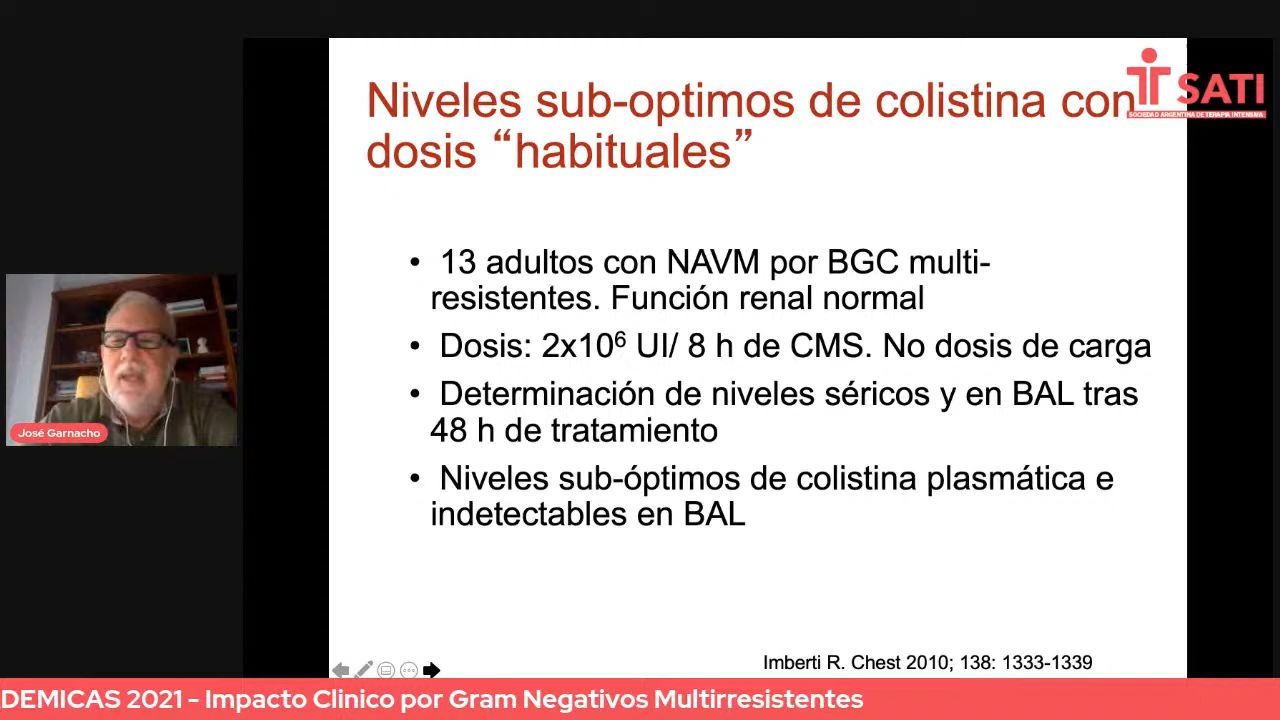 Niveles sub-optimos de colistina con
dosis “habituales”
SATI
SOCIEDAD ARGENTINA DE TERAPIA INTENSIVA
• 13 adultos con NAVM por BGC multi-
resistentes. Función renal normal
• Dosis: 2x10⁶ UI/ 8 h de CMS. No dosis de carga
• Determinación de niveles séricos y en BAL tras
48 h de tratamiento
• Niveles sub-óptimos de colistina plasmática e
indetectables en BAL
José Garnacho
Imberti R. Chest 2010; 138: 1333-1339
DEMICAS 2021 - Impacto Clinico por Gram Negativos Multirresistentes